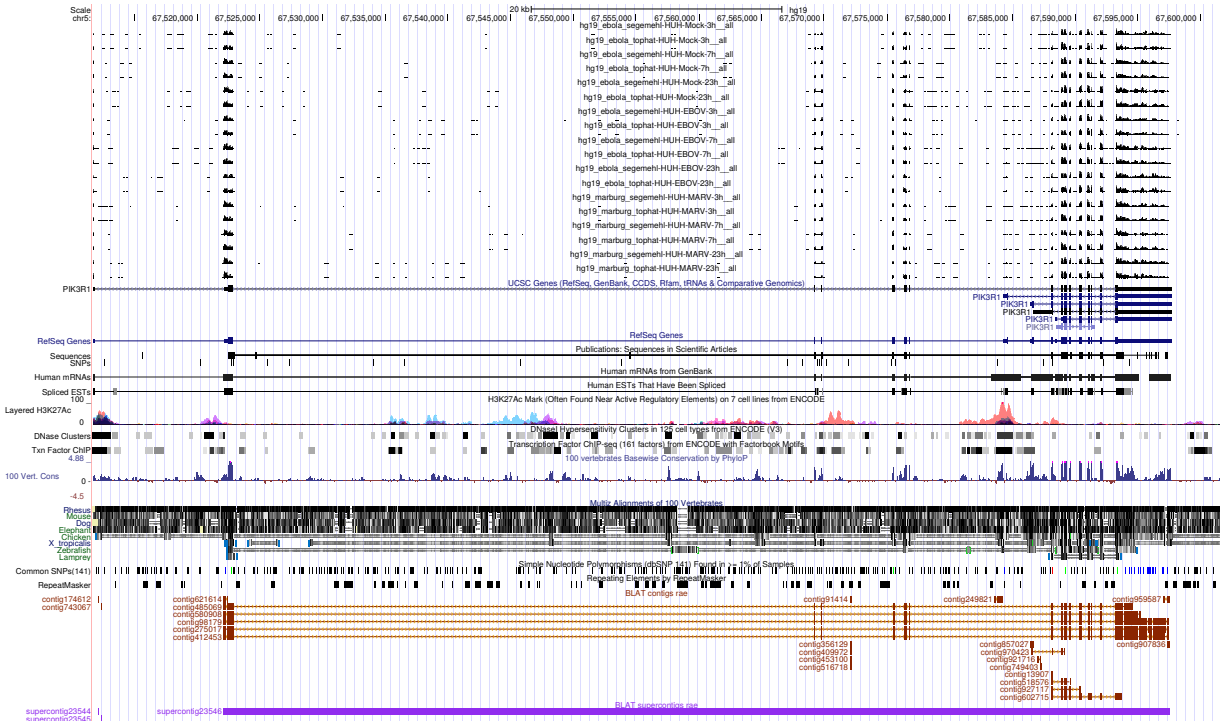 Scale 20 kb hg19
chr5: 67,520,000 67,525,000 67,530,000 67,535,000 67,540,000 67,545,000 67,550,000 67,555,000 67,560,000 67,565,000 67,570,000 67,575,000 67,580,000 67,585,000 67,590,000 67,595,000 67,600,000
hg19_ebola_segemehl-HUH-Mock-3h__all
hg19_ebola_tophat-HUH-Mock-3h__all
hg19_ebola_segemehl-HUH-Mock-7h__all
hg19_ebola_tophat-HUH-Mock-7h__all
hg19_ebola_segemehl-HUH-Mock-23h__all
hg19_ebola_tophat-HUH-Mock-23h__all
hg19_ebola_segemehl-HUH-EBOV-3h__all
hg19_ebola_tophat-HUH-EBOV-3h__all
hg19_ebola_segemehl-HUH-EBOV-7h__all
hg19_ebola_tophat-HUH-EBOV-7h__all
hg19_ebola_segemehl-HUH-EBOV-23h__all
hg19_ebola_tophat-HUH-EBOV-23h__all
hg19_marburg_segemehl-HUH-MARV-3h__all
hg19_marburg_tophat-HUH-MARV-3h__all
hg19_marburg_segemehl-HUH-MARV-7h__all
hg19_marburg_tophat-HUH-MARV-7h__all
hg19_marburg_segemehl-HUH-MARV-23h__all
hg19_marburg_tophat-HUH-MARV-23h__all
UCSC Genes (RefSeq, GenBank, CCDS, Rfam, tRNAs & Comparative Genomics)
PIK3R1
PIK3R1
PIK3R1
PIK3R1
PIK3R1
PIK3R1
RefSeq Genes
RefSeq Genes
Publications: Sequences in Scientific Articles
Sequences
SNPs
Human mRNAs from GenBank
Human mRNAs
Human ESTs That Have Been Spliced
Spliced ESTs
H3K27Ac Mark (Often Found Near Active Regulatory Elements) on 7 cell lines from ENCODE
100 _
Layered H3K27Ac
0
DNaseI Hypersensitivity Clusters in 125 cell types from ENCODE (V3)
DNase Clusters
Transcription Factor ChIP-seq (161 factors) from ENCODE with Factorbook Motifs
Txn Factor ChIP
100 vertebrates Basewise Conservation by PhyloP
4.88 _
100 Vert. Cons
0 -
-4.5
Multiz Alignments of 100 Vertebrates
Rhesus
Mouse
Dog
Elephant
Chicken
X_tropicalis
Zebrafish
Lamprey
Simple Nucleotide Polymorphisms (dbSNP 141) Found in >= 1% of Samples
Common SNPs(141)
Repeating Elements by RepeatMasker
RepeatMasker
BLAT contigs rae
contig174612 contig621614 contig91414 contig249821 contig959587
contig743067 contig485069
contig580908
contig98179
contig275017
contig412453
contig356129 contig857027 contig907836
contig409972 contig970423
contig453100 contig921716
contig516718 contig749403
contig13907
contig518576
contig927117
contig602715
BLAT supercontigs rae
supercontig23544 supercontig23546
supercontig23545